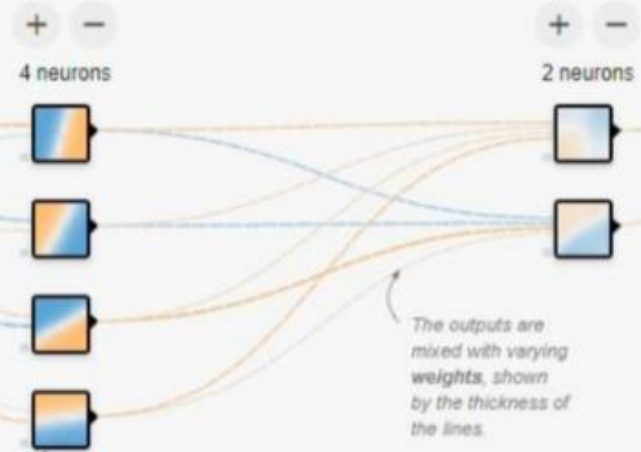 + −
+ −
4 neurons
2 neurons
The outputs are
mixed with varying
weights, shown
by the thickness of
the lines.